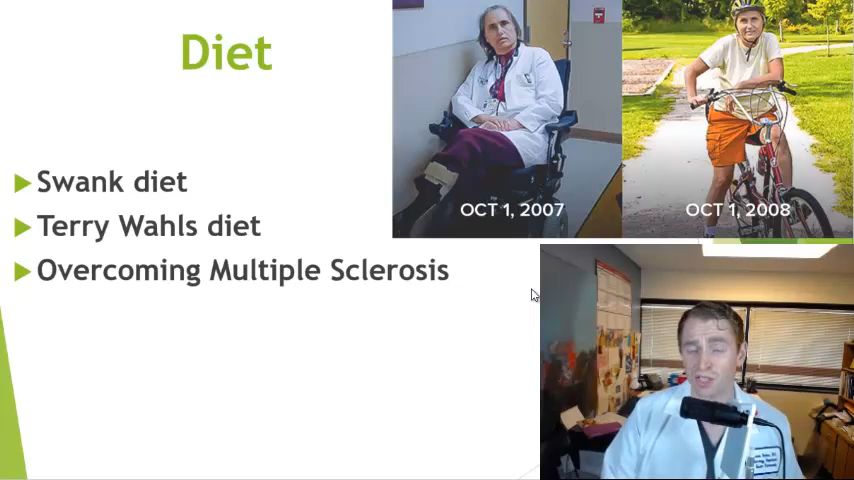 Diet
Swank diet
Terry Wahls diet
Overcoming Multiple Sclerosis
OCT 1, 2007
OCT 1, 2008